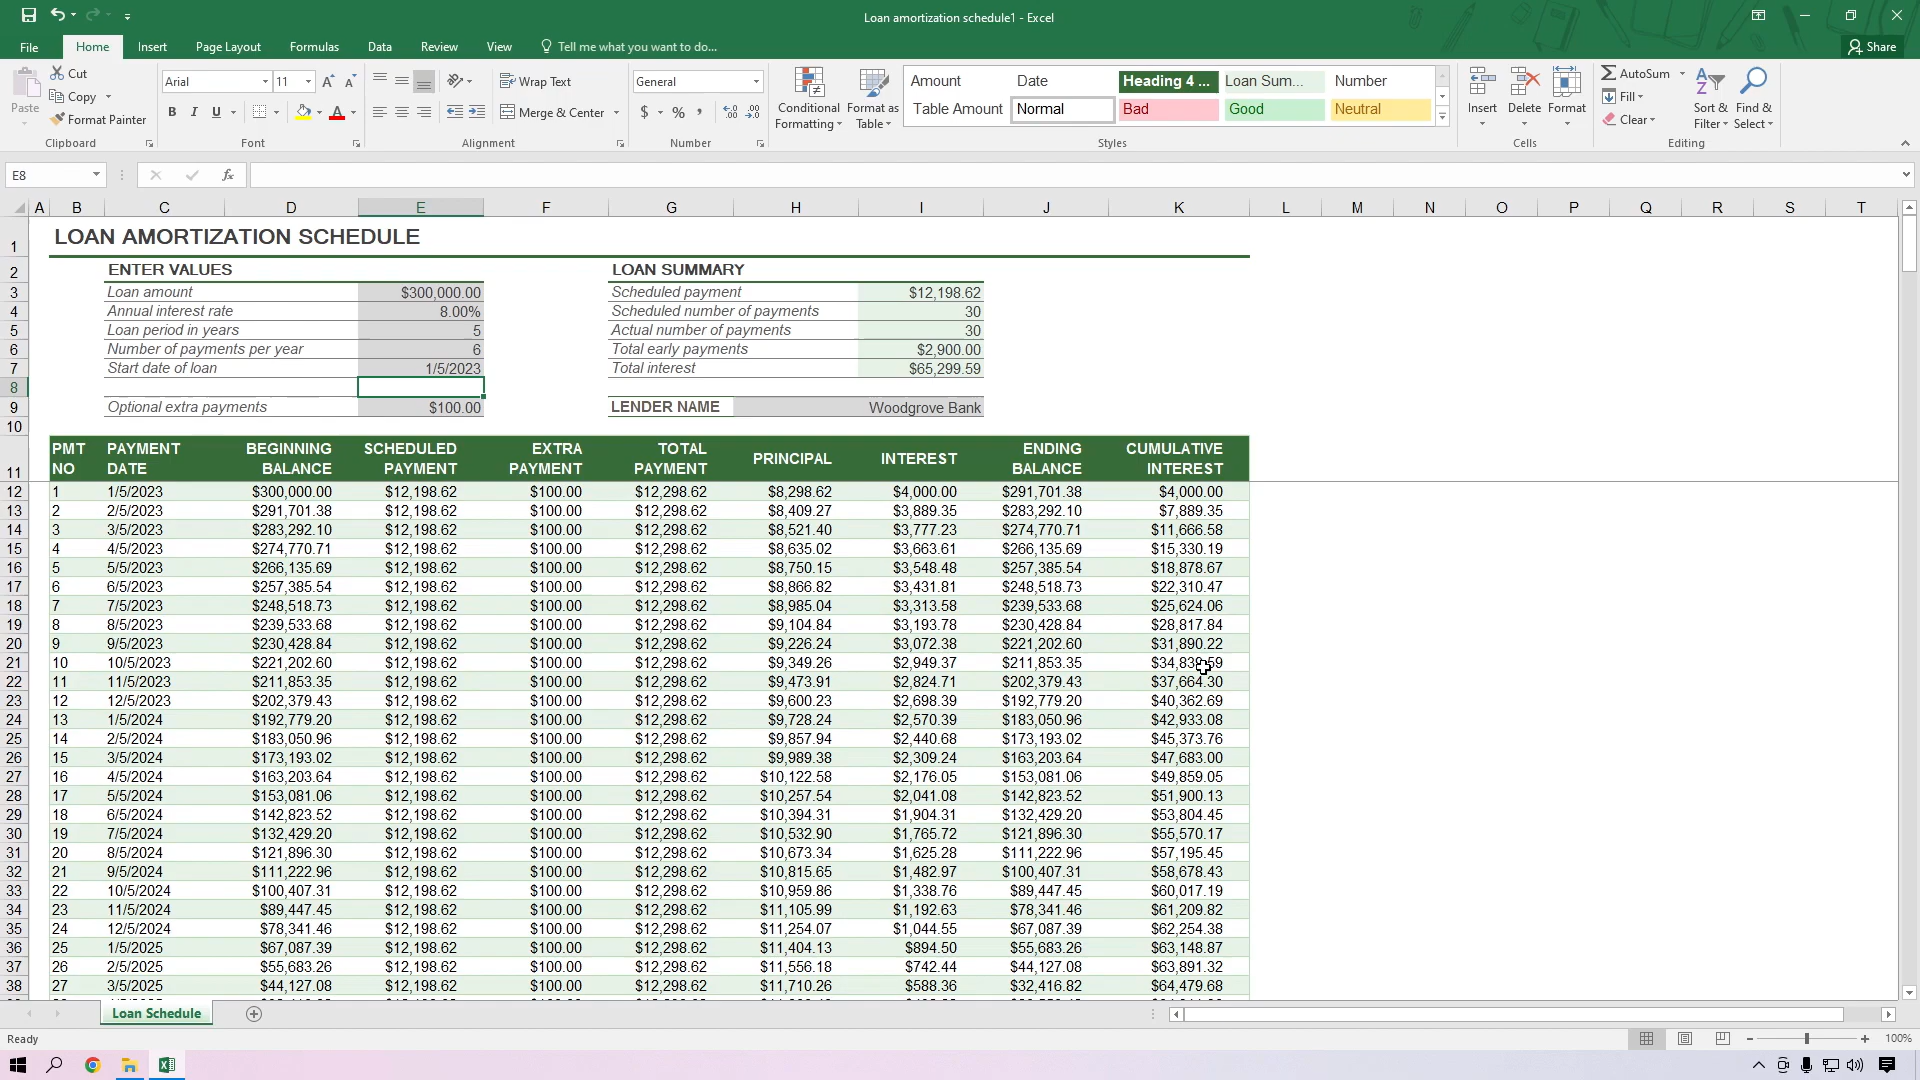 Loan amortization schedule1 - Excel
File Home Insert Page Layout Formulas Data Review View Tell me what you want to do... Share
Paste Cut Copy Format Painter Clipboard
Arial 11 A A B I U A Font
Wrap Text Merge & Center Alignment
General $ % , Number
Conditional Formatting Format as Table
Amount Date Heading 4 ... Loan Sum... Number
Table Amount Normal Bad Good Neutral
Styles
Insert Delete Format Cells
AutoSum Fill Clear Sort & Filter Find & Select Editing
E8 fx
A B C D E F G H I J K L M N O P Q R S T
1 LOAN AMORTIZATION SCHEDULE
2 ENTER VALUES LOAN SUMMARY
3 Loan amount $300,000.00 Scheduled payment $12,198.62
4 Annual interest rate 8.00% Scheduled number of payments 30
5 Loan period in years 5 Actual number of payments 30
6 Number of payments per year 6 Total early payments $2,900.00
7 Start date of loan 1/5/2023 Total interest $65,299.59
8
9 Optional extra payments $100.00 LENDER NAME Woodgrove Bank
10
11 PMT NO PAYMENT DATE BEGINNING BALANCE SCHEDULED PAYMENT EXTRA PAYMENT TOTAL PAYMENT PRINCIPAL INTEREST ENDING BALANCE CUMULATIVE INTEREST
12 1 1/5/2023 $300,000.00 $12,198.62 $100.00 $12,298.62 $8,298.62 $4,000.00 $291,701.38 $4,000.00
13 2 2/5/2023 $291,701.38 $12,198.62 $100.00 $12,298.62 $8,409.27 $3,889.35 $283,292.10 $7,889.35
14 3 3/5/2023 $283,292.10 $12,198.62 $100.00 $12,298.62 $8,521.40 $3,777.23 $274,770.71 $11,666.58
15 4 4/5/2023 $274,770.71 $12,198.62 $100.00 $12,298.62 $8,635.02 $3,663.61 $266,135.69 $15,330.19
16 5 5/5/2023 $266,135.69 $12,198.62 $100.00 $12,298.62 $8,750.15 $3,548.48 $257,385.54 $18,878.67
17 6 6/5/2023 $257,385.54 $12,198.62 $100.00 $12,298.62 $8,866.82 $3,431.81 $248,518.73 $22,310.47
18 7 7/5/2023 $248,518.73 $12,198.62 $100.00 $12,298.62 $8,985.04 $3,313.58 $239,533.68 $25,624.06
19 8 8/5/2023 $239,533.68 $12,198.62 $100.00 $12,298.62 $9,104.84 $3,193.78 $230,428.84 $28,817.84
20 9 9/5/2023 $230,428.84 $12,198.62 $100.00 $12,298.62 $9,226.24 $3,072.38 $221,202.60 $31,890.22
21 10 10/5/2023 $221,202.60 $12,198.62 $100.00 $12,298.62 $9,349.26 $2,949.37 $211,853.35
22 11 11/5/2023 $211,853.35 $12,198.62 $100.00 $12,298.62 $9,473.91 $2,824.71 $202,379.43 $37,664.30
23 12 12/5/2023 $202,379.43 $12,198.62 $100.00 $12,298.62 $9,600.23 $2,698.39 $192,779.20 $40,362.69
24 13 1/5/2024 $192,779.20 $12,198.62 $100.00 $12,298.62 $9,728.24 $2,570.39 $183,050.96 $42,933.08
25 14 2/5/2024 $183,050.96 $12,198.62 $100.00 $12,298.62 $9,857.94 $2,440.68 $173,193.02 $45,373.76
26 15 3/5/2024 $173,193.02 $12,198.62 $100.00 $12,298.62 $9,989.38 $2,309.24 $163,203.64 $47,683.00
27 16 4/5/2024 $163,203.64 $12,198.62 $100.00 $12,298.62 $10,122.58 $2,176.05 $153,081.06 $49,859.05
28 17 5/5/2024 $153,081.06 $12,198.62 $100.00 $12,298.62 $10,257.54 $2,041.08 $142,823.52 $51,900.13
29 18 6/5/2024 $142,823.52 $12,198.62 $100.00 $12,298.62 $10,394.31 $1,904.31 $132,429.20 $53,804.45
30 19 7/5/2024 $132,429.20 $12,198.62 $100.00 $12,298.62 $10,532.90 $1,765.72 $121,896.30 $55,570.17
31 20 8/5/2024 $121,896.30 $12,198.62 $100.00 $12,298.62 $10,673.34 $1,625.28 $111,222.96 $57,195.45
32 21 9/5/2024 $111,222.96 $12,198.62 $100.00 $12,298.62 $10,815.65 $1,482.97 $100,407.31 $58,678.43
33 22 10/5/2024 $100,407.31 $12,198.62 $100.00 $12,298.62 $10,959.86 $1,338.76 $89,447.45 $60,017.19
34 23 11/5/2024 $89,447.45 $12,198.62 $100.00 $12,298.62 $11,105.99 $1,192.63 $78,341.46 $61,209.82
35 24 12/5/2024 $78,341.46 $12,198.62 $100.00 $12,298.62 $11,254.07 $1,044.55 $67,087.39 $62,254.38
36 25 1/5/2025 $67,087.39 $12,198.62 $100.00 $12,298.62 $11,404.13 $894.50 $55,683.26 $63,148.87
37 26 2/5/2025 $55,683.26 $12,198.62 $100.00 $12,298.62 $11,556.18 $742.44 $44,127.08 $63,891.32
38 27 3/5/2025 $44,127.08 $12,198.62 $100.00 $12,298.62 $11,710.26 $588.36 $32,416.82 $64,479.68
Loan Schedule
Ready 100%